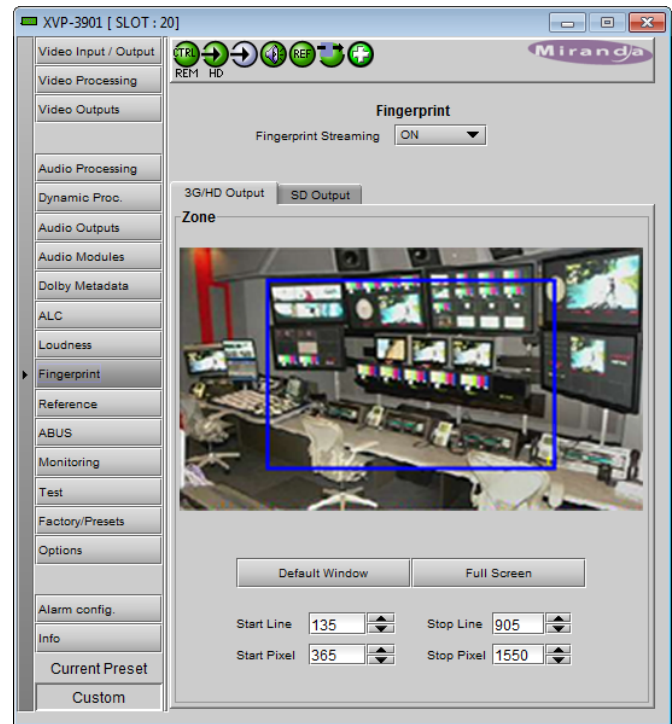 XVP-3901 [ SLOT : 20]
Video Input / Output
Video Processing
Video Outputs
Audio Processing
Dynamic Proc.
Audio Outputs
Audio Modules
Dolby Metadata
ALC
Loudness
Fingerprint
Reference
ABUS
Monitoring
Test
Factory/Presets
Options
Alarm config.
Info
Current Preset
Custom
CTRL
REF
REM HD
Miranda
Fingerprint
Fingerprint Streaming ON
3G/HD Output SD Output
Zone
Default Window Full Screen
Start Line 135 Stop Line 905
Start Pixel 365 Stop Pixel 1550